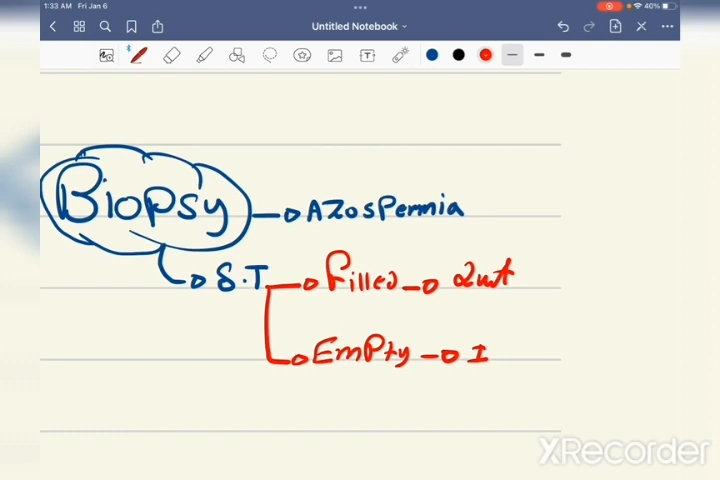 1:33 AM Fri Jan 6
40%
Untitled Notebook
T
Biopsy
AZosPermia
S.T
Filled
Empty
I
XRecorder